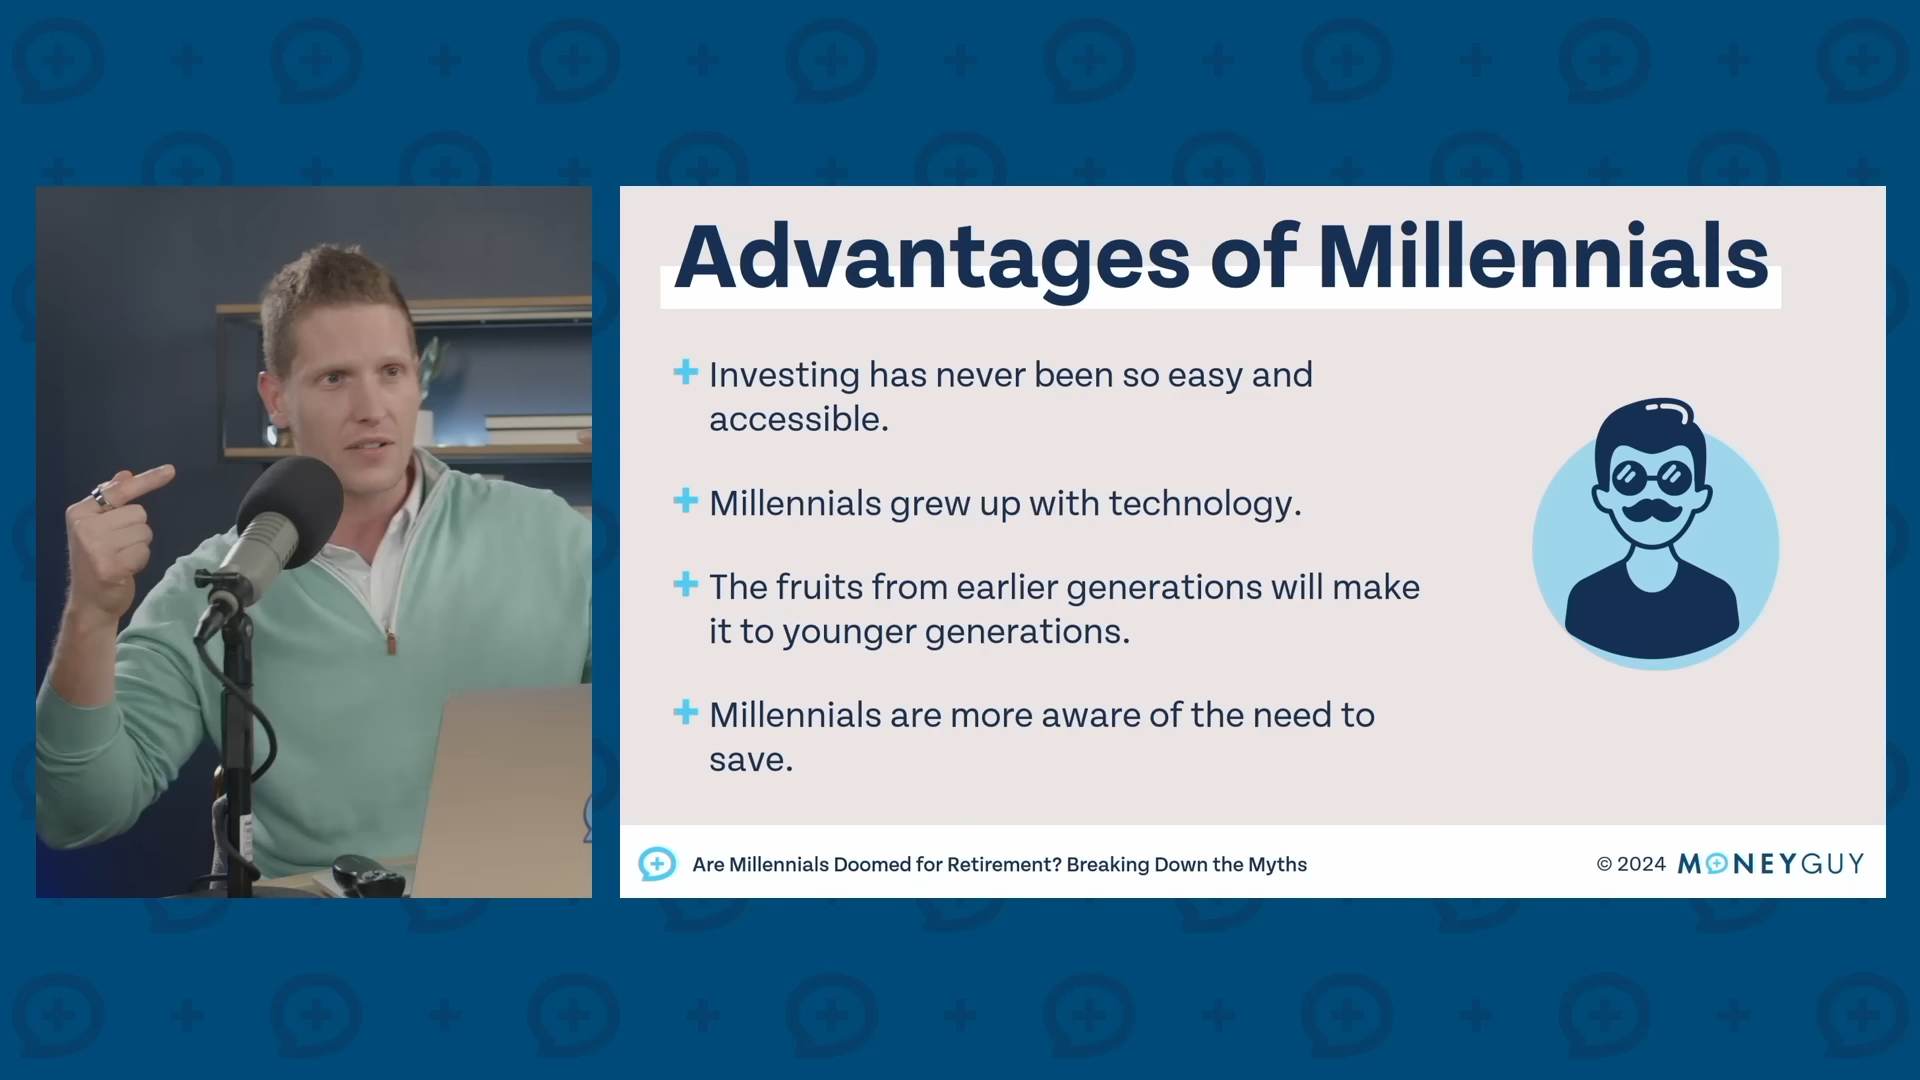 Advantages of Millennials
Investing has never been so easy and
accessible.
Millennials grew up with technology.
The fruits from earlier generations will make
it to younger generations.
Millennials are more aware of the need to
save.
Are Millennials Doomed for Retirement? Breaking Down the Myths
© 2024 MONEYGUY